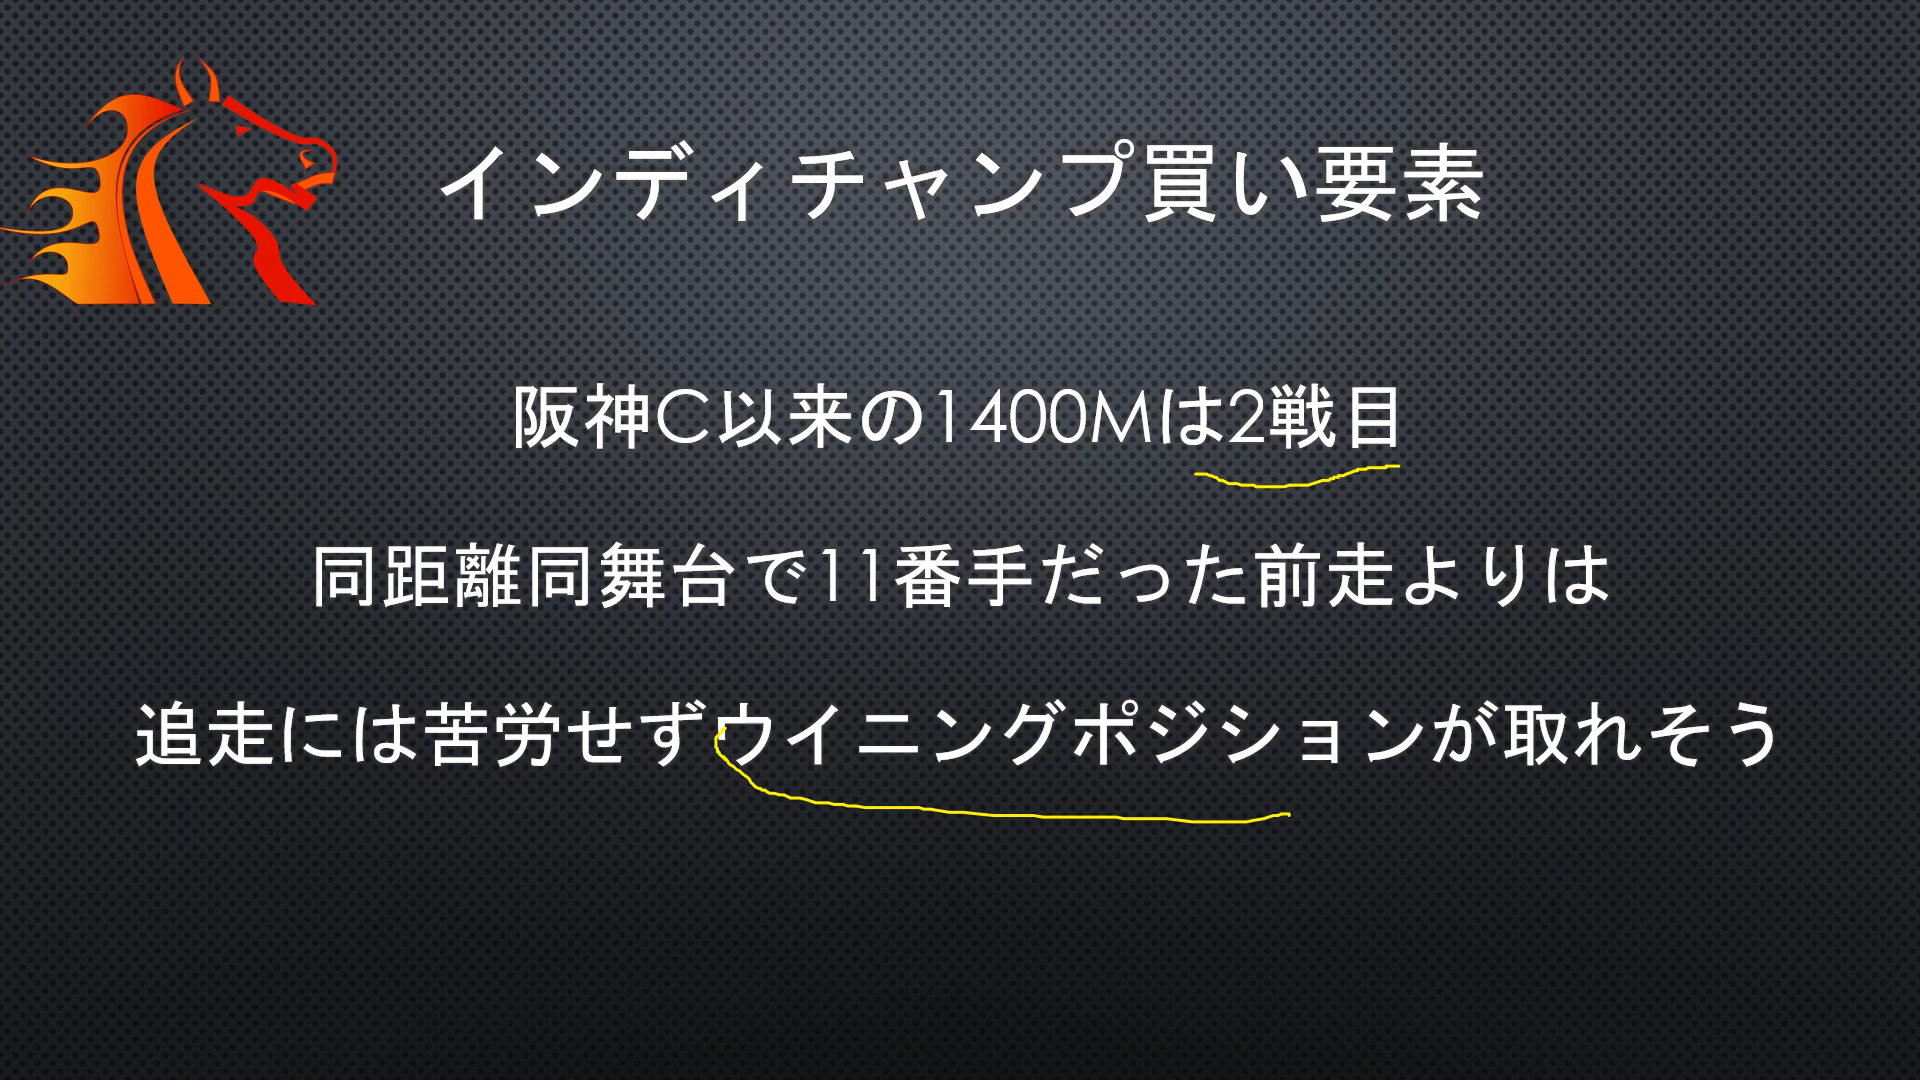 インディチャンプ買い要素
阪神C以来の1400Mは2戦目
同距離同舞台で11番手だった前走よりは
追走には苦労せずウイニングポジションが取れそう